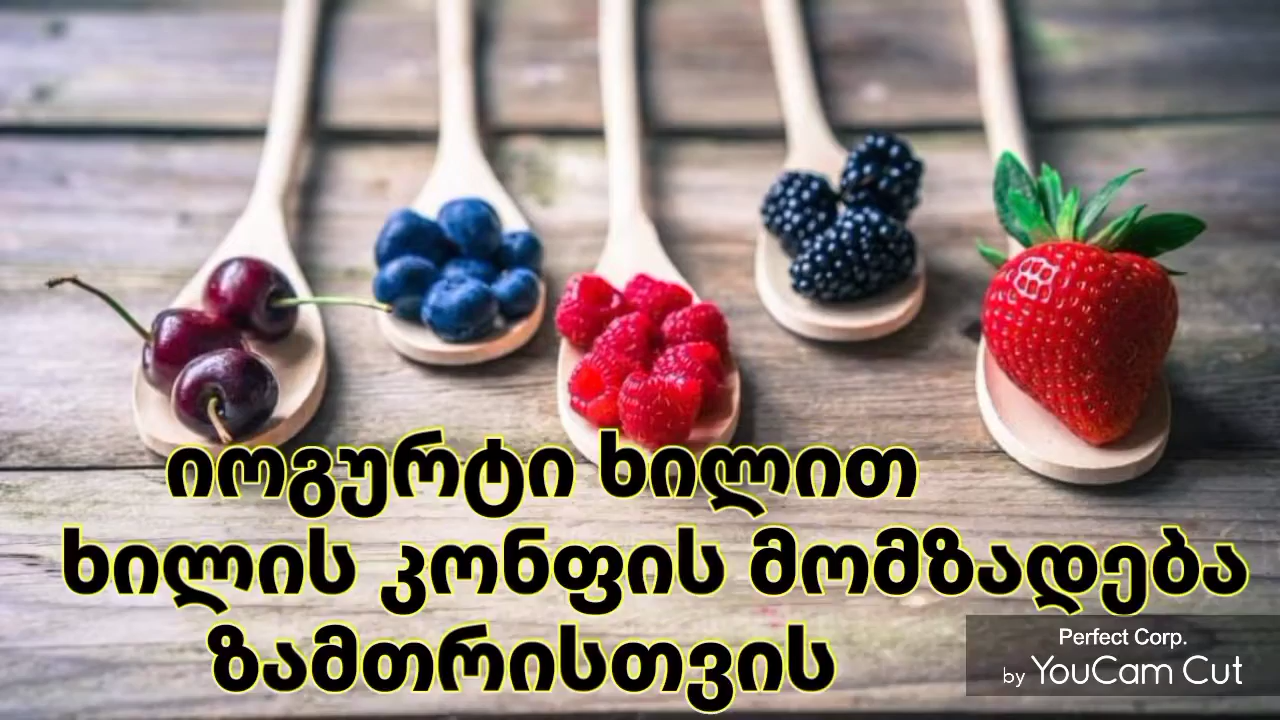 იოგურტი ხილით
ხილის კონფის მომზადება
ზამთრისთვის
Perfect Corp.
by YouCam Cut